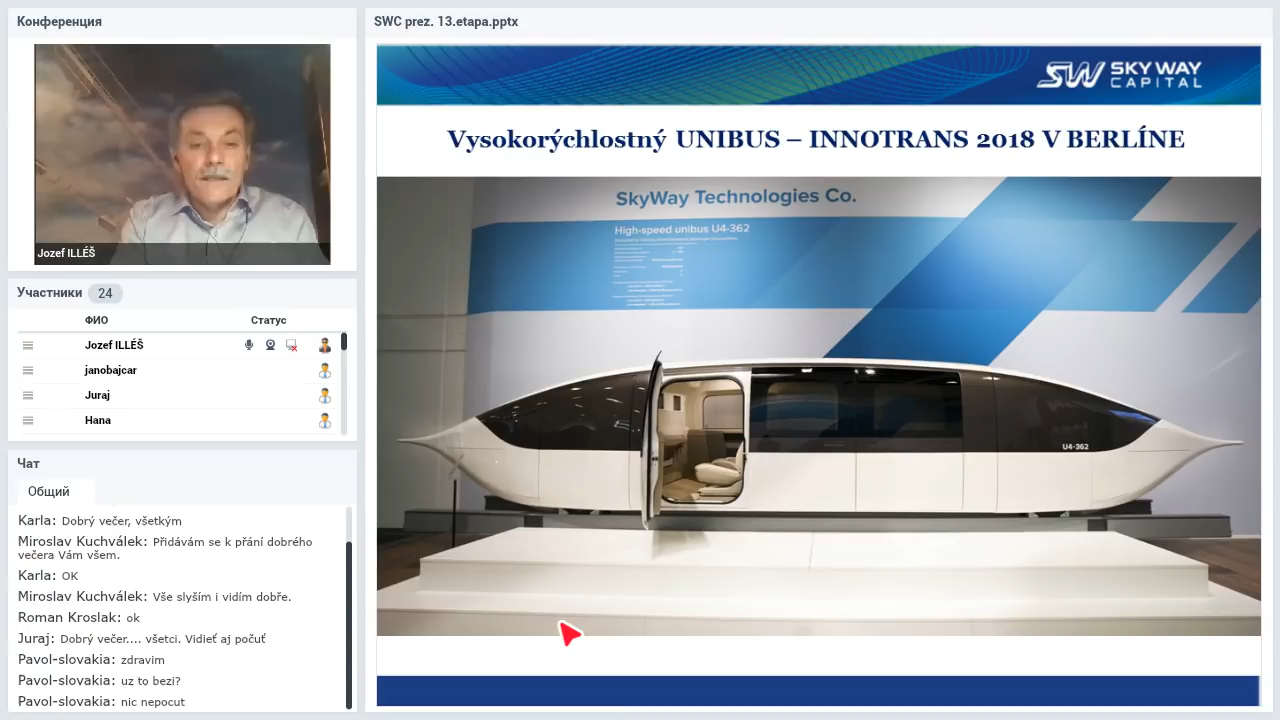 Конференция
Jozef ILLÉŠ
Участники 24
ФИО Статус
Jozef ILLÉŠ
janobajcar
Juraj
Hana
Чат
Общий
Karla: Dobrý večer, všetkým
Miroslav Kuchválek: Přidávám se k přání dobrého
večera Vám všem.
Karla: OK
Miroslav Kuchválek: Vše slyším i vidím dobře.
Roman Kroslak: ok
Juraj: Dobrý večer.... všetci. Vidieť aj počuť
Pavol-slovakia: zdravim
Pavol-slovakia: uz to bezi?
Pavol-slovakia: nic nepocut
SWC prez. 13.etapa.pptx
SW SKY WAY
CAPITAL
Vysokorýchlostný UNIBUS – INNOTRANS 2018 V BERLÍNE
SkyWay Technologies Co.
High-speed unibus U4-362
U4-362